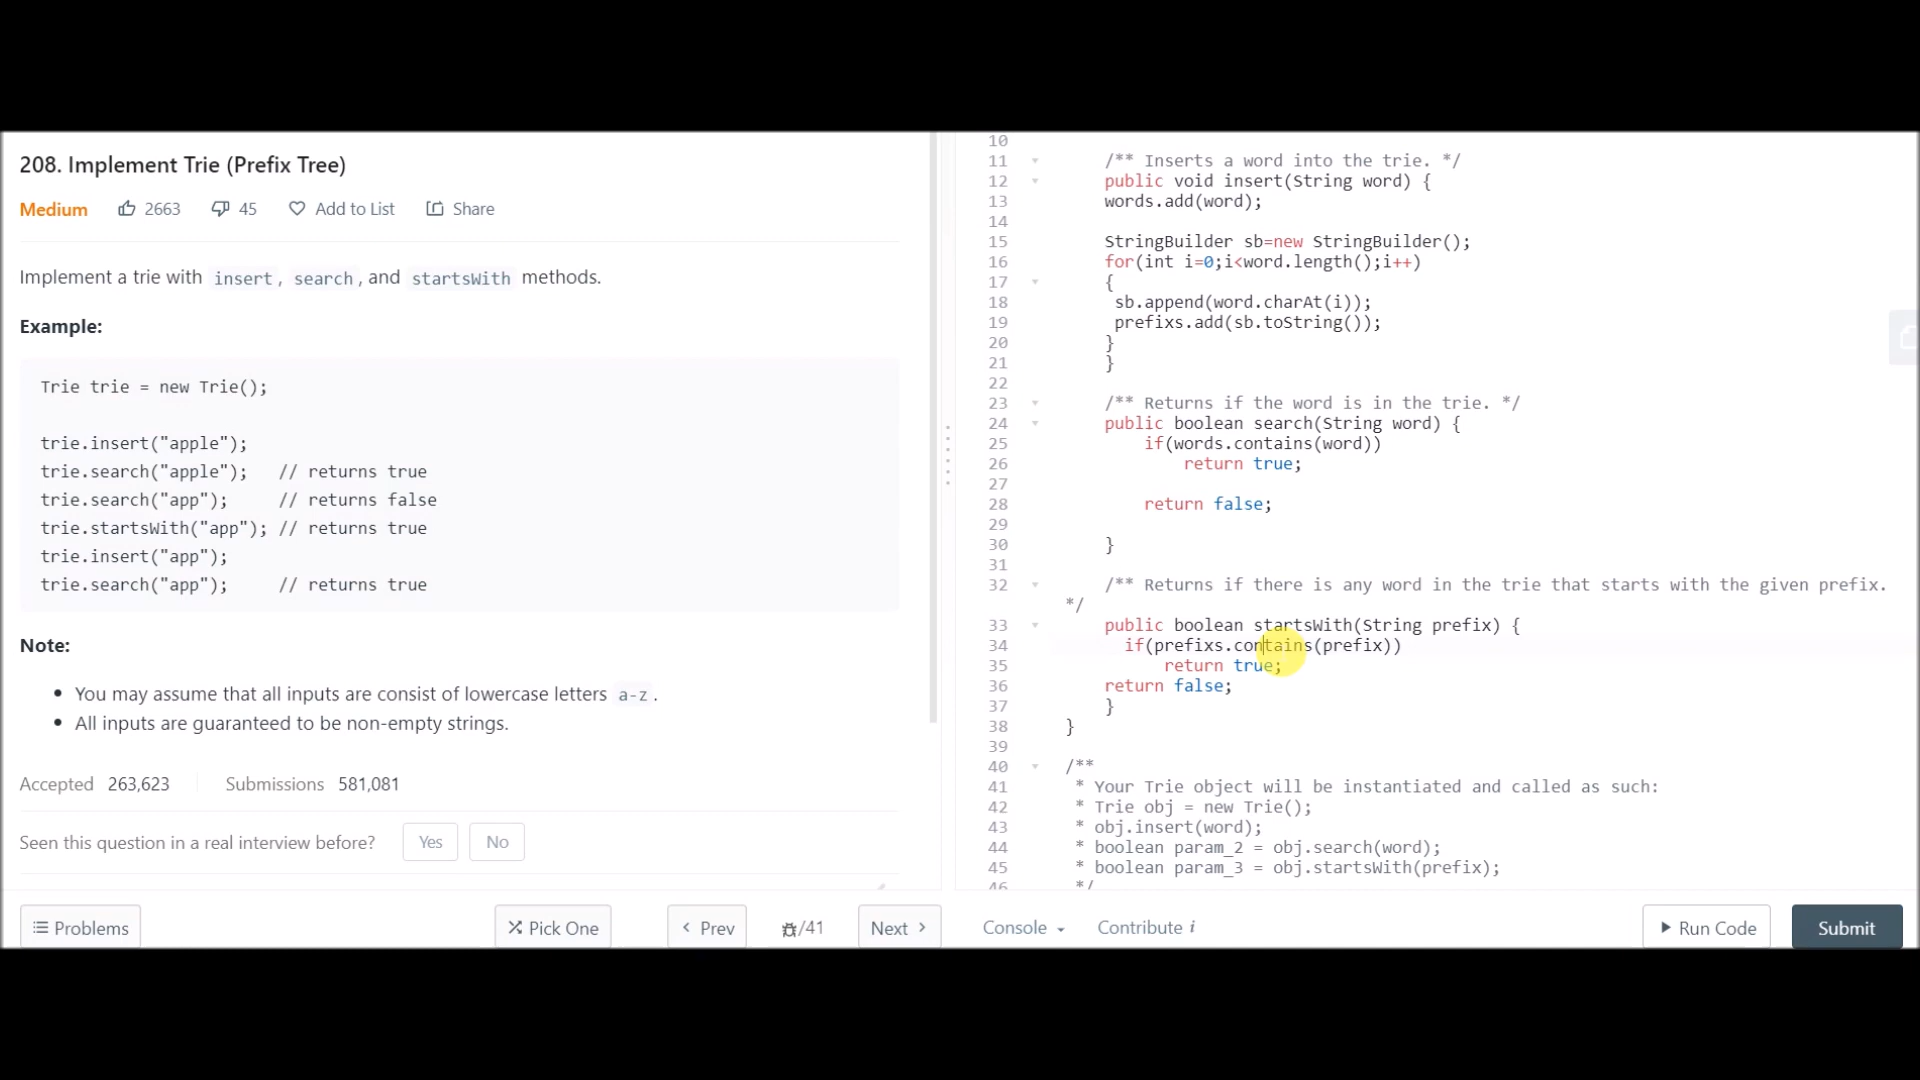 208. Implement Trie (Prefix Tree)
Medium 2663 45 Add to List Share
Implement a trie with insert, search, and startsWith methods.
Example:
Trie trie = new Trie();
trie.insert("apple");
trie.search("apple");   // returns true
trie.search("app");     // returns false
trie.startsWith("app"); // returns true
trie.insert("app");
trie.search("app");     // returns true
Note:
• You may assume that all inputs are consist of lowercase letters a-z.
• All inputs are guaranteed to be non-empty strings.
Accepted 263,623 Submissions 581,081
Seen this question in a real interview before? Yes No
10
11 /** Inserts a word into the trie. */
12 public void insert(String word) {
13 words.add(word);
14
15 StringBuilder sb=new StringBuilder();
16 for(int i=0;i<word.length();i++)
17 {
18 sb.append(word.charAt(i));
19 prefixs.add(sb.toString());
20 }
21 }
22
23 /** Returns if the word is in the trie. */
24 public boolean search(String word) {
25 if(words.contains(word))
26 return true;
27
28 return false;
29
30 }
31
32 /** Returns if there is any word in the trie that starts with the given prefix.
*/
33 public boolean startsWith(String prefix) {
34 if(prefixs.contains(prefix))
35 return true;
36 return false;
37 }
38 }
39
40 /**
41 * Your Trie object will be instantiated and called as such:
42 * Trie obj = new Trie();
43 * obj.insert(word);
44 * boolean param_2 = obj.search(word);
45 * boolean param_3 = obj.startsWith(prefix);
46 */
Problems Pick One Prev /41 Next Console Contribute i Run Code Submit